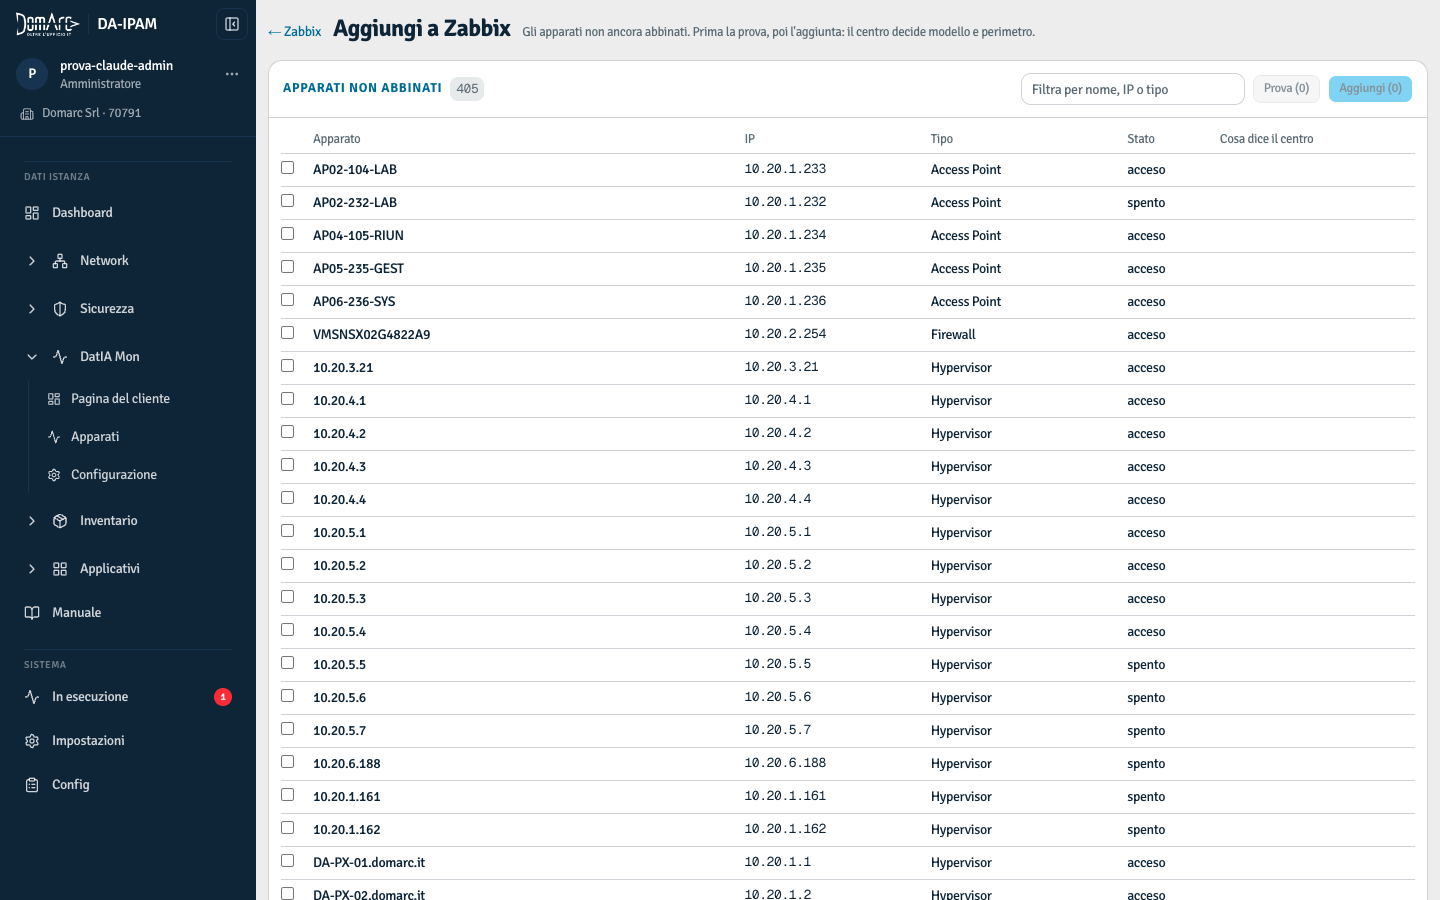 DomArc
OLTRE L'UFFICIO IT
DA-IPAM
P
prova-claude-admin
Amministratore
Domarc Srl · 70791
DATI ISTANZA
Dashboard
Network
Sicurezza
DatIA Mon
Pagina del cliente
Apparati
Configurazione
Inventario
Applicativi
Manuale
SISTEMA
In esecuzione 1
Impostazioni
Config
← Zabbix Aggiungi a Zabbix Gli apparati non ancora abbinati. Prima la prova, poi l'aggiunta: il centro decide modello e perimetro.
APPARATI NON ABBINATI 405 Filtra per nome, IP o tipo Prova (0) Aggiungi (0)
Apparato IP Tipo Stato Cosa dice il centro
AP02-104-LAB 10.20.1.233 Access Point acceso
AP02-232-LAB 10.20.1.232 Access Point spento
AP04-105-RIUN 10.20.1.234 Access Point acceso
AP05-235-GEST 10.20.1.235 Access Point acceso
AP06-236-SYS 10.20.1.236 Access Point acceso
VMSNSX02G4822A9 10.20.2.254 Firewall acceso
10.20.3.21 10.20.3.21 Hypervisor acceso
10.20.4.1 10.20.4.1 Hypervisor acceso
10.20.4.2 10.20.4.2 Hypervisor acceso
10.20.4.3 10.20.4.3 Hypervisor acceso
10.20.4.4 10.20.4.4 Hypervisor acceso
10.20.5.1 10.20.5.1 Hypervisor acceso
10.20.5.2 10.20.5.2 Hypervisor acceso
10.20.5.3 10.20.5.3 Hypervisor acceso
10.20.5.4 10.20.5.4 Hypervisor acceso
10.20.5.5 10.20.5.5 Hypervisor spento
10.20.5.6 10.20.5.6 Hypervisor spento
10.20.5.7 10.20.5.7 Hypervisor spento
10.20.6.188 10.20.6.188 Hypervisor spento
10.20.1.161 10.20.1.161 Hypervisor spento
10.20.1.162 10.20.1.162 Hypervisor spento
DA-PX-01.domarc.it 10.20.1.1 Hypervisor acceso
DA-PX-02.domarc.it 10.20.1.2 Hypervisor acceso